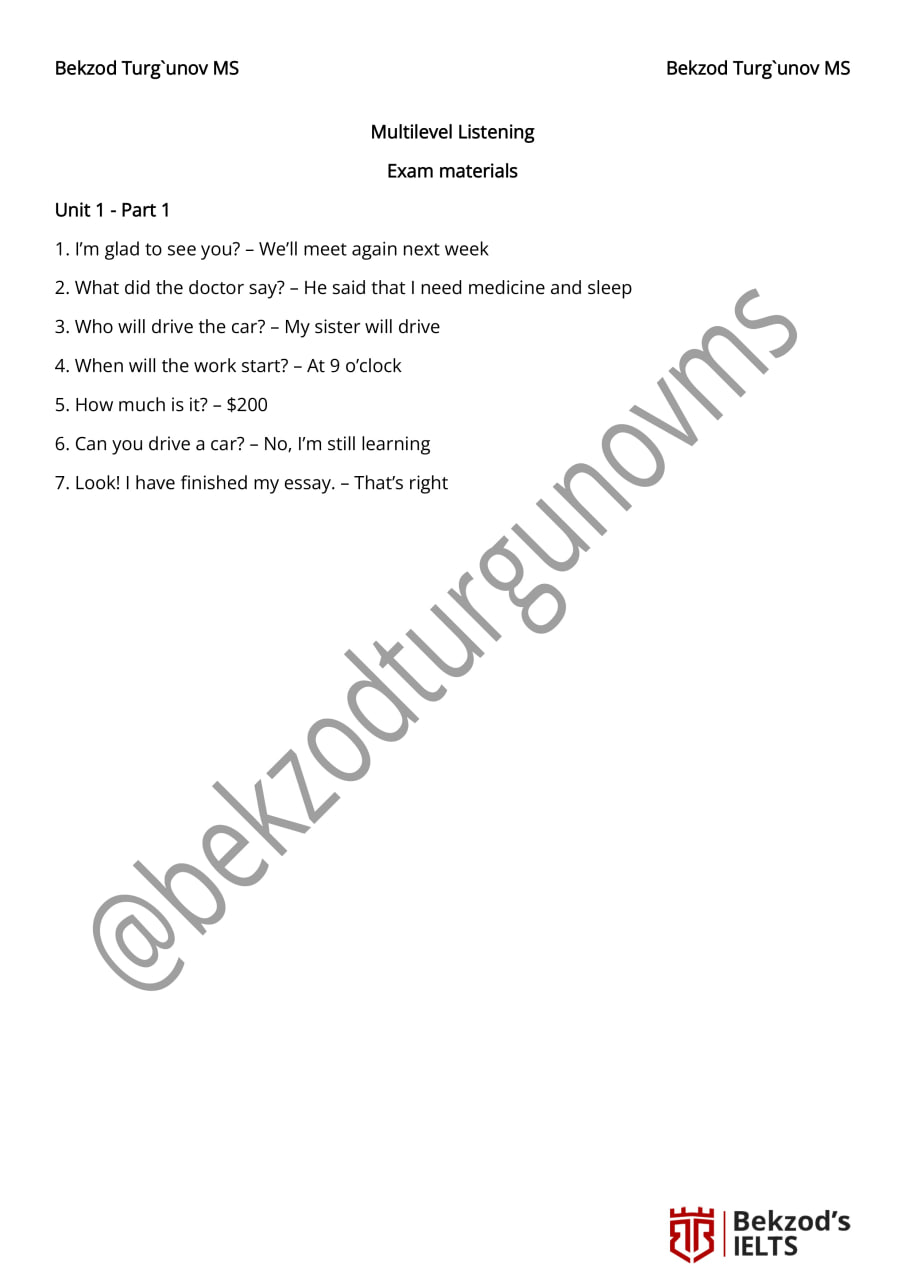 Bekzod Turg`unov MS
Bekzod Turg`unov MS
Multilevel Listening
Exam materials
Unit 1 - Part 1
1. I’m glad to see you? – We’ll meet again next week
2. What did the doctor say? – He said that I need medicine and sleep
3. Who will drive the car? – My sister will drive
4. When will the work start? – At 9 o’clock
5. How much is it? – $200
6. Can you drive a car? – No, I’m still learning
7. Look! I have finished my essay. – That’s right
@bekzodturgunovms
Bekzod’s
IELTS